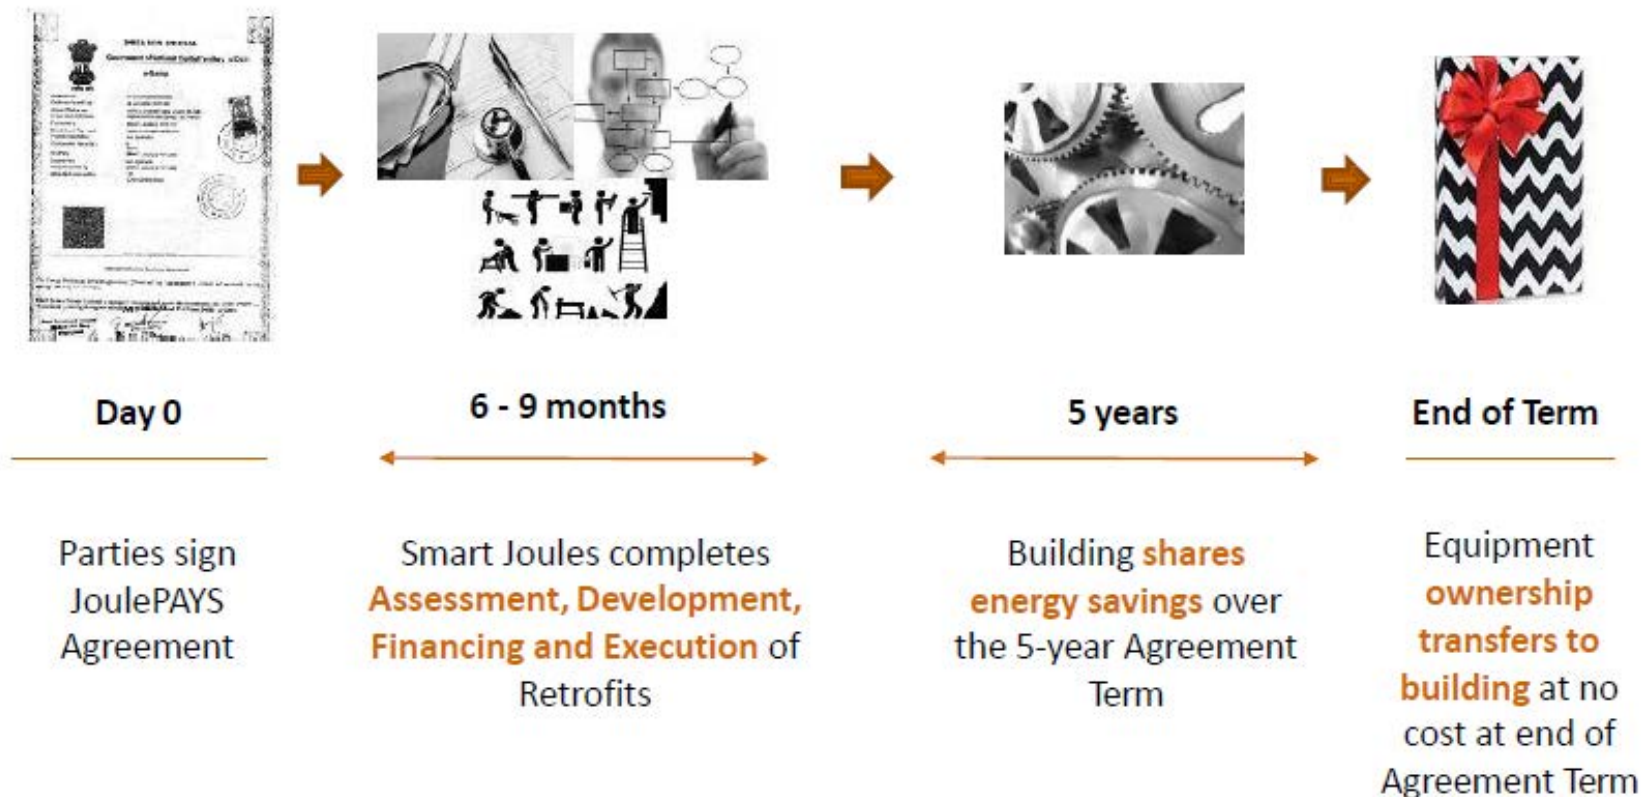 Day 0
6 - 9 months
5 years
End of Term
Parties sign
JoulePAYS
Agreement
Smart Joules completes
Assessment, Development,
Financing and Execution of
Retrofits
Building shares
energy savings over
the 5-year Agreement
Term
Equipment
ownership
transfers to
building at no
cost at end of
Agreement Term